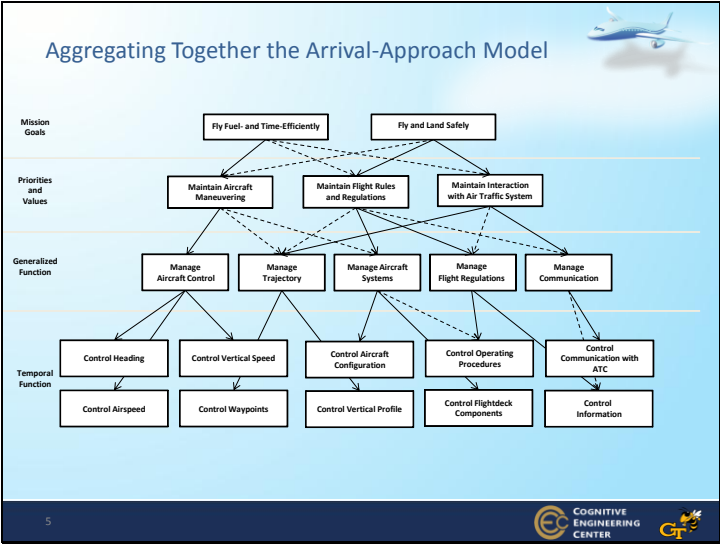 Aggregating Together the Arrival-Approach Model
Mission
Goals
Fly Fuel- and Time-Efficiently
Fly and Land Safely
Priorities
and
Values
Maintain Aircraft
Maneuvering
Maintain Flight Rules
and Regulations
Maintain Interaction
with Air Traffic System
Generalized
Function
Manage
Aircraft Control
Manage
Trajectory
Manage Aircraft
Systems
Manage
Flight Regulations
Manage
Communication
Temporal
Function
Control Heading
Control Vertical Speed
Control Aircraft
Configuration
Control Operating
Procedures
Control
Communication with
ATC
Control Airspeed
Control Waypoints
Control Vertical Profile
Control Flightdeck
Components
Control
Information
5
CEC
COGNITIVE
ENGINEERING
CENTER
GT